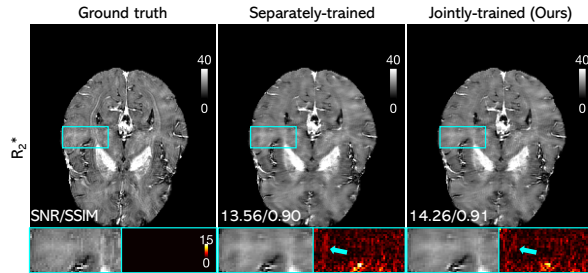 Ground truth
Separately-trained
Jointly-trained (Ours)
R₂*
40
0
40
0
40
0
SNR/SSIM
13.56/0.90
14.26/0.91
15
0